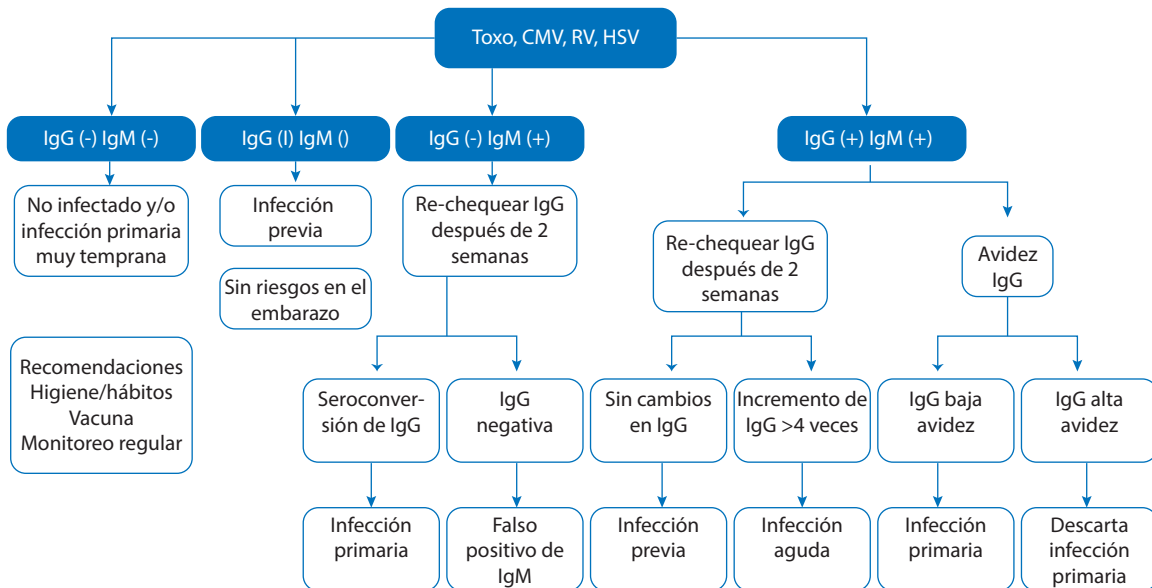 Toxo, CMV, RV, HSV
IgG (-) IgM (-)
IgG (I) IgM ()
IgG (-) IgM (+)
IgG (+) IgM (+)
No infectado y/o
infección primaria
muy temprana
Infección
previa
Re-chequear IgG
después de 2
semanas
Re-chequear IgG
después de 2
semanas
Avidez
IgG
Sin riesgos en el
embarazo
Recomendaciones
Higiene/hábitos
Vacuna
Monitoreo regular
Seroconver-
sión de IgG
IgG
negativa
Sin cambios
en IgG
Incremento de
IgG >4 veces
IgG baja
avidez
IgG alta
avidez
Infección
primaria
Falso
positivo de
IgM
Infección
previa
Infección
aguda
Infección
primaria
Descarta
infección
primaria